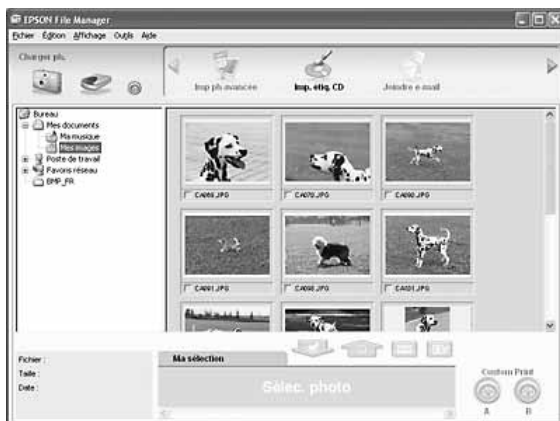 EPSON File Manager
Fichier Édition Affichage Outils Aide
Charger ph.
Imp ph avancée
Imp. étiq. CD
Joindre e-mail
Bureau
Mes documents
Ma musique
Mes images
Poste de travail
Favoris réseau
BMP_FR
CA069.JPG
CA070.JPG
CA090.JPG
CA091.JPG
CA098.JPG
CA101.JPG
Fichier :
Taille :
Date :
Ma sélection
Sélec. photo
Custom Print
A B